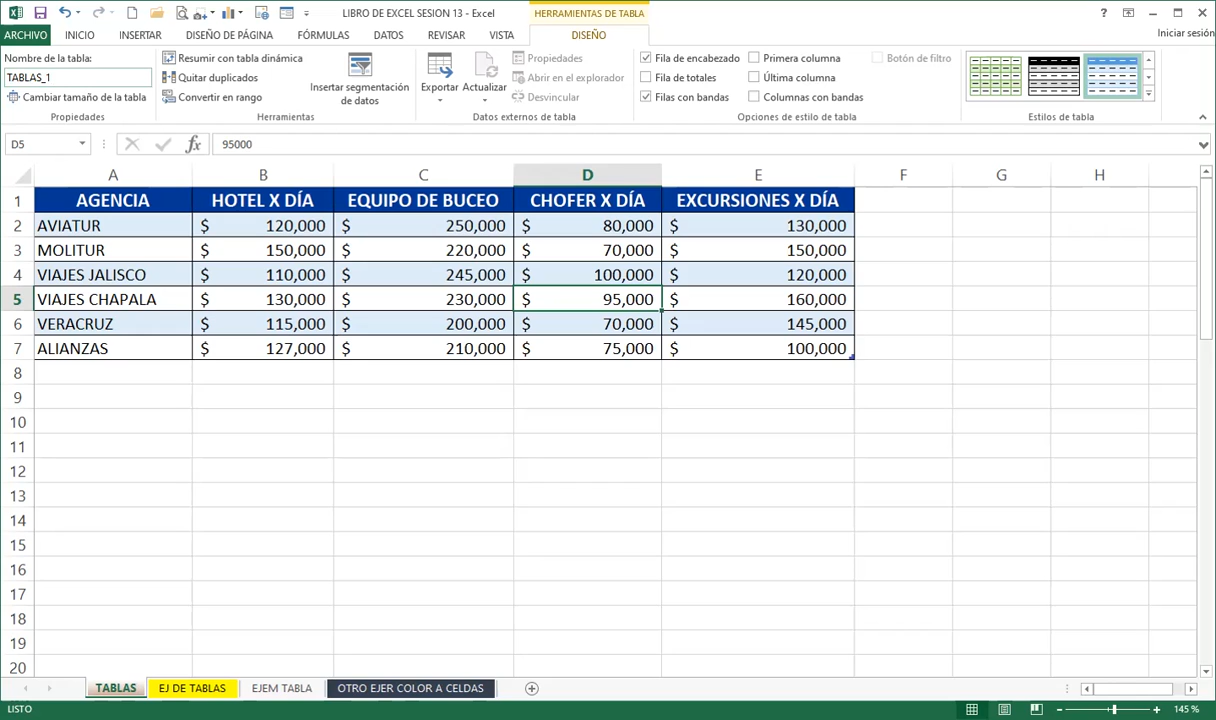 LIBRO DE EXCEL SESION 13 - Excel
HERRAMIENTAS DE TABLA
?
ARCHIVO INICIO INSERTAR DISEÑO DE PÁGINA FÓRMULAS DATOS REVISAR VISTA DISEÑO Iniciar sesión
Nombre de la tabla:
TABLAS_1
Cambiar tamaño de la tabla
Propiedades
Resumir con tabla dinámica
Quitar duplicados
Convertir en rango
Insertar segmentación
de datos
Herramientas
Exportar Actualizar
Propiedades
Abrir en el explorador
Desvincular
Datos externos de tabla
Fila de encabezado Primera columna Botón de filtro
Fila de totales Última columna
Filas con bandas Columnas con bandas
Opciones de estilo de tabla
Estilos de tabla
D5 fx 95000
A B C D E F G H
1 AGENCIA HOTEL X DÍA EQUIPO DE BUCEO CHOFER X DÍA EXCURSIONES X DÍA
2 AVIATUR $ 120,000 $ 250,000 $ 80,000 $ 130,000
3 MOLITUR $ 150,000 $ 220,000 $ 70,000 $ 150,000
4 VIAJES JALISCO $ 110,000 $ 245,000 $ 100,000 $ 120,000
5 VIAJES CHAPALA $ 130,000 $ 230,000 $ 95,000 $ 160,000
6 VERACRUZ $ 115,000 $ 200,000 $ 70,000 $ 145,000
7 ALIANZAS $ 127,000 $ 210,000 $ 75,000 $ 100,000
8
9
10
11
12
13
14
15
16
17
18
19
20
TABLAS EJ DE TABLAS EJEM TABLA OTRO EJER COLOR A CELDAS
LISTO 145 %